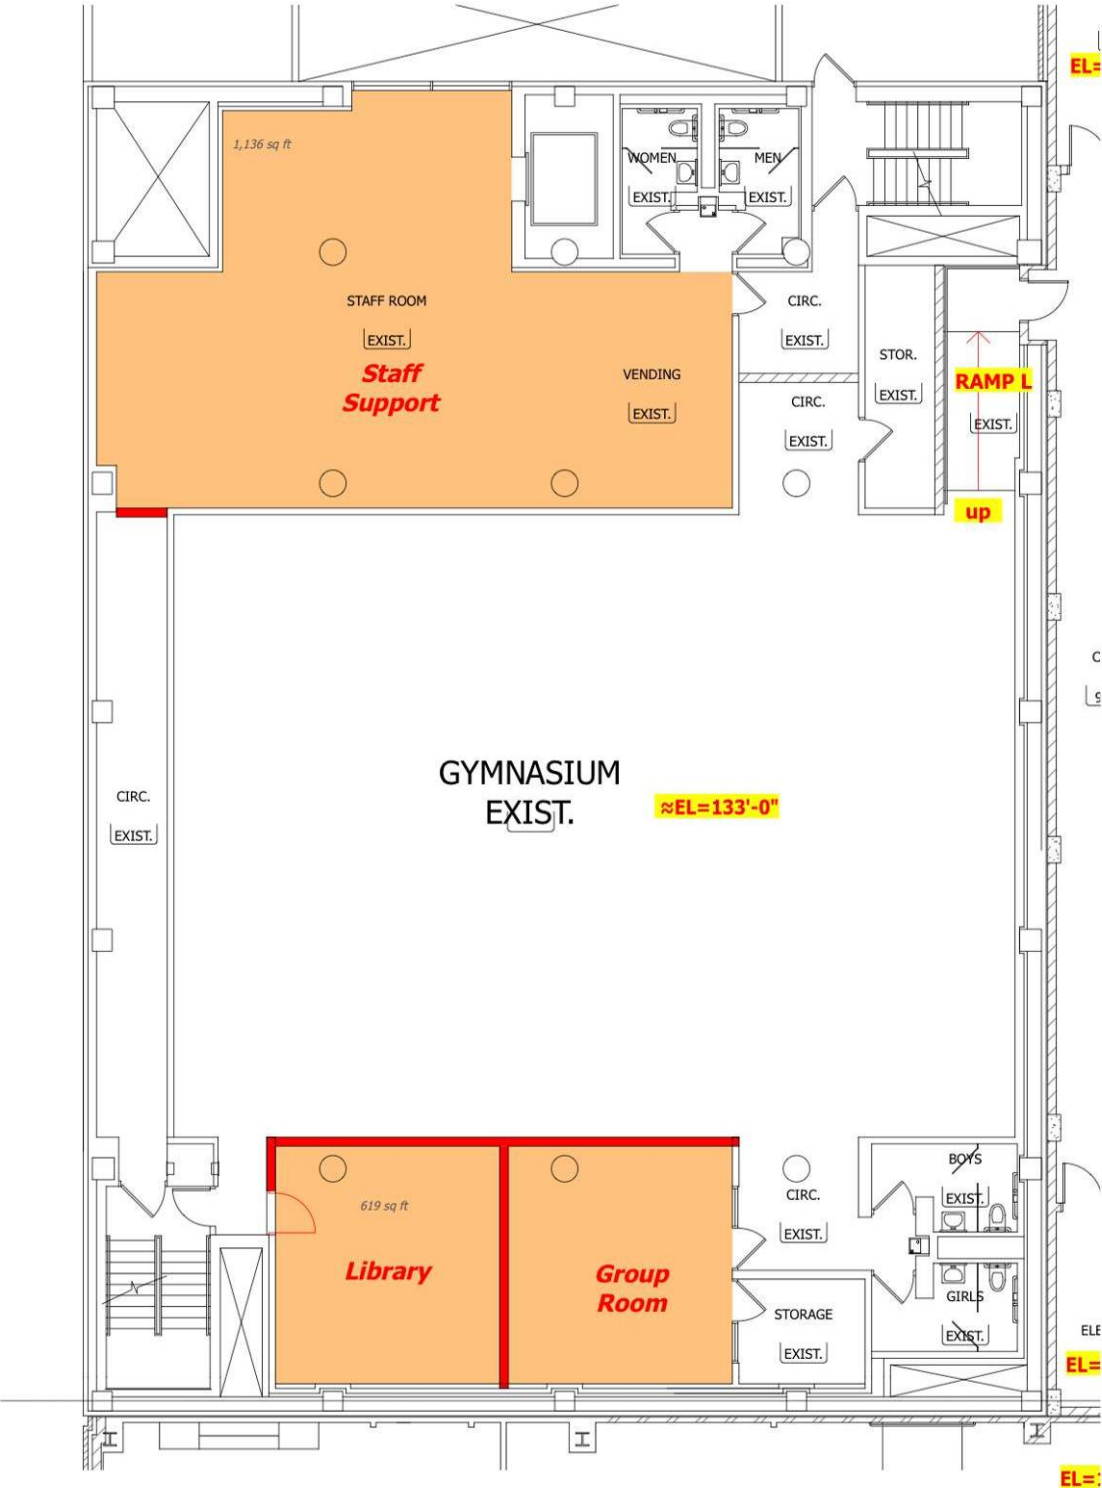 EL=
1,136 sq ft
WOMEN
MEN
EXIST.
EXIST.
STAFF ROOM
EXIST.
Staff
Support
CIRC.
EXIST.
VENDING
EXIST.
STOR.
EXIST.
RAMP L
EXIST.
CIRC.
EXIST.
up
GYMNASIUM
EXIST.
≈EL=133'-0"
CIRC.
EXIST.
BOYS
EXIST.
619 sq ft
CIRC.
EXIST.
Library
Group
Room
GIRLS
EXIST.
STORAGE
EXIST.
ELE
EL=
EL=